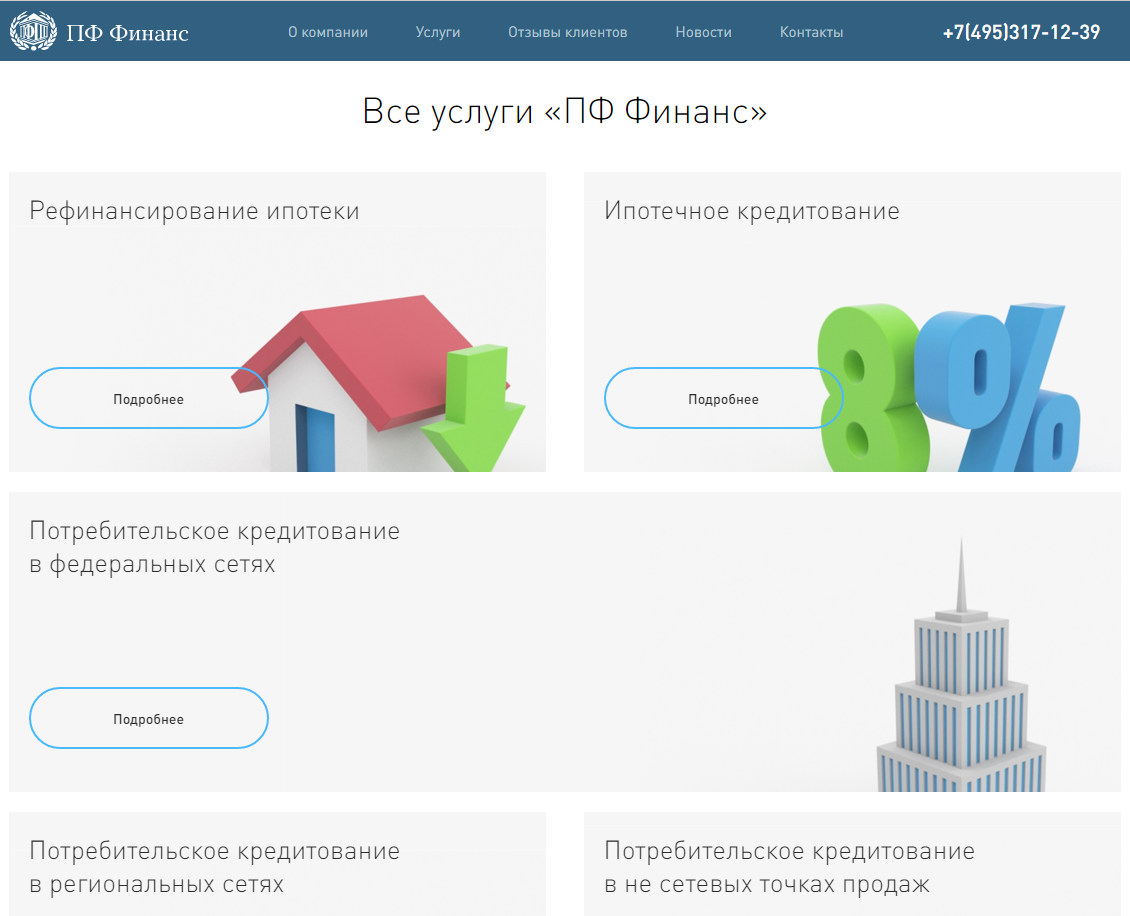 ПФ Финанс
О компании
Услуги
Отзывы клиентов
Новости
Контакты
+7(495)317-12-39
Все услуги «ПФ Финанс»
Рефинансирование ипотеки
Подробнее
Ипотечное кредитование
8%
Подробнее
Потребительское кредитование
в федеральных сетях
Подробнее
Потребительское кредитование
в региональных сетях
Потребительское кредитование
в не сетевых точках продаж